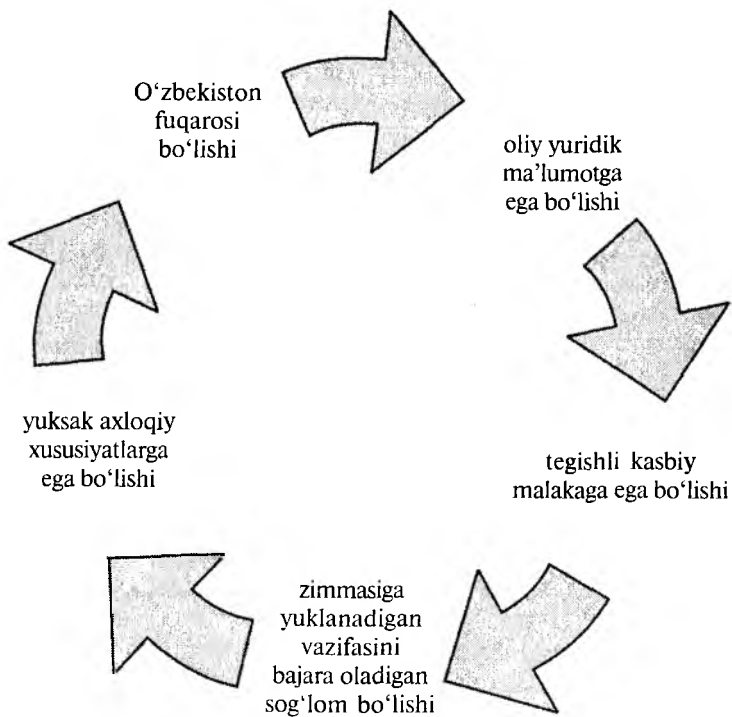 O‘zbekiston
fuqarosi
bo‘lishi
oliy yuridik
ma’lumotga
ega bo‘lishi
tegishli kasbiy
malakaga ega bo‘lishi
zimmasiga
yuklanadigan
vazifasini
bajara oladigan
sog‘lom bo‘lishi
yuksak axloqiy
xususiyatlarga
ega bo‘lishi